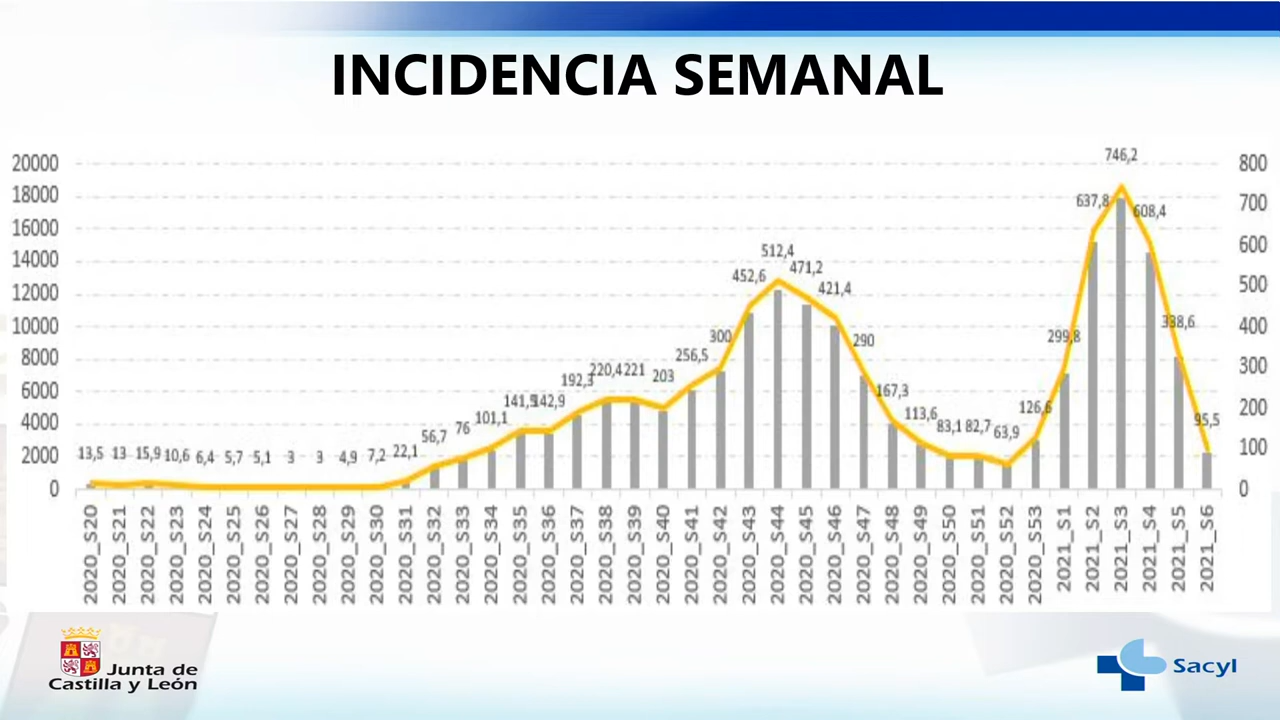 INCIDENCIA SEMANAL
20000
18000
16000
14000
12000
10000
8000
6000
4000
2000
0
800
700
600
500
400
300
200
100
0
13,5 13 15,9 10,6 6,4 5,7 5,1 3 3 4,9 7,2 22,1 56,7 76 101,1 141,5 142,9 192,3 220,4 221 203 256,5 300 452,6 512,4 471,2 421,4 290 167,3 113,6 83,1 82,7 63,9 126,6 299,8 637,8 746,2 608,4 338,6 95,5
2020_S20
2020_S21
2020_S22
2020_S23
2020_S24
2020_S25
2020_S26
2020_S27
2020_S28
2020_S29
2020_S30
2020_S31
2020_S32
2020_S33
2020_S34
2020_S35
2020_S36
2020_S37
2020_S38
2020_S39
2020_S40
2020_S41
2020_S42
2020_S43
2020_S44
2020_S45
2020_S46
2020_S47
2020_S48
2020_S49
2020_S50
2020_S51
2020_S52
2020_S53
2021_S1
2021_S2
2021_S3
2021_S4
2021_S5
2021_S6
Junta de
Castilla y León
Sacyl